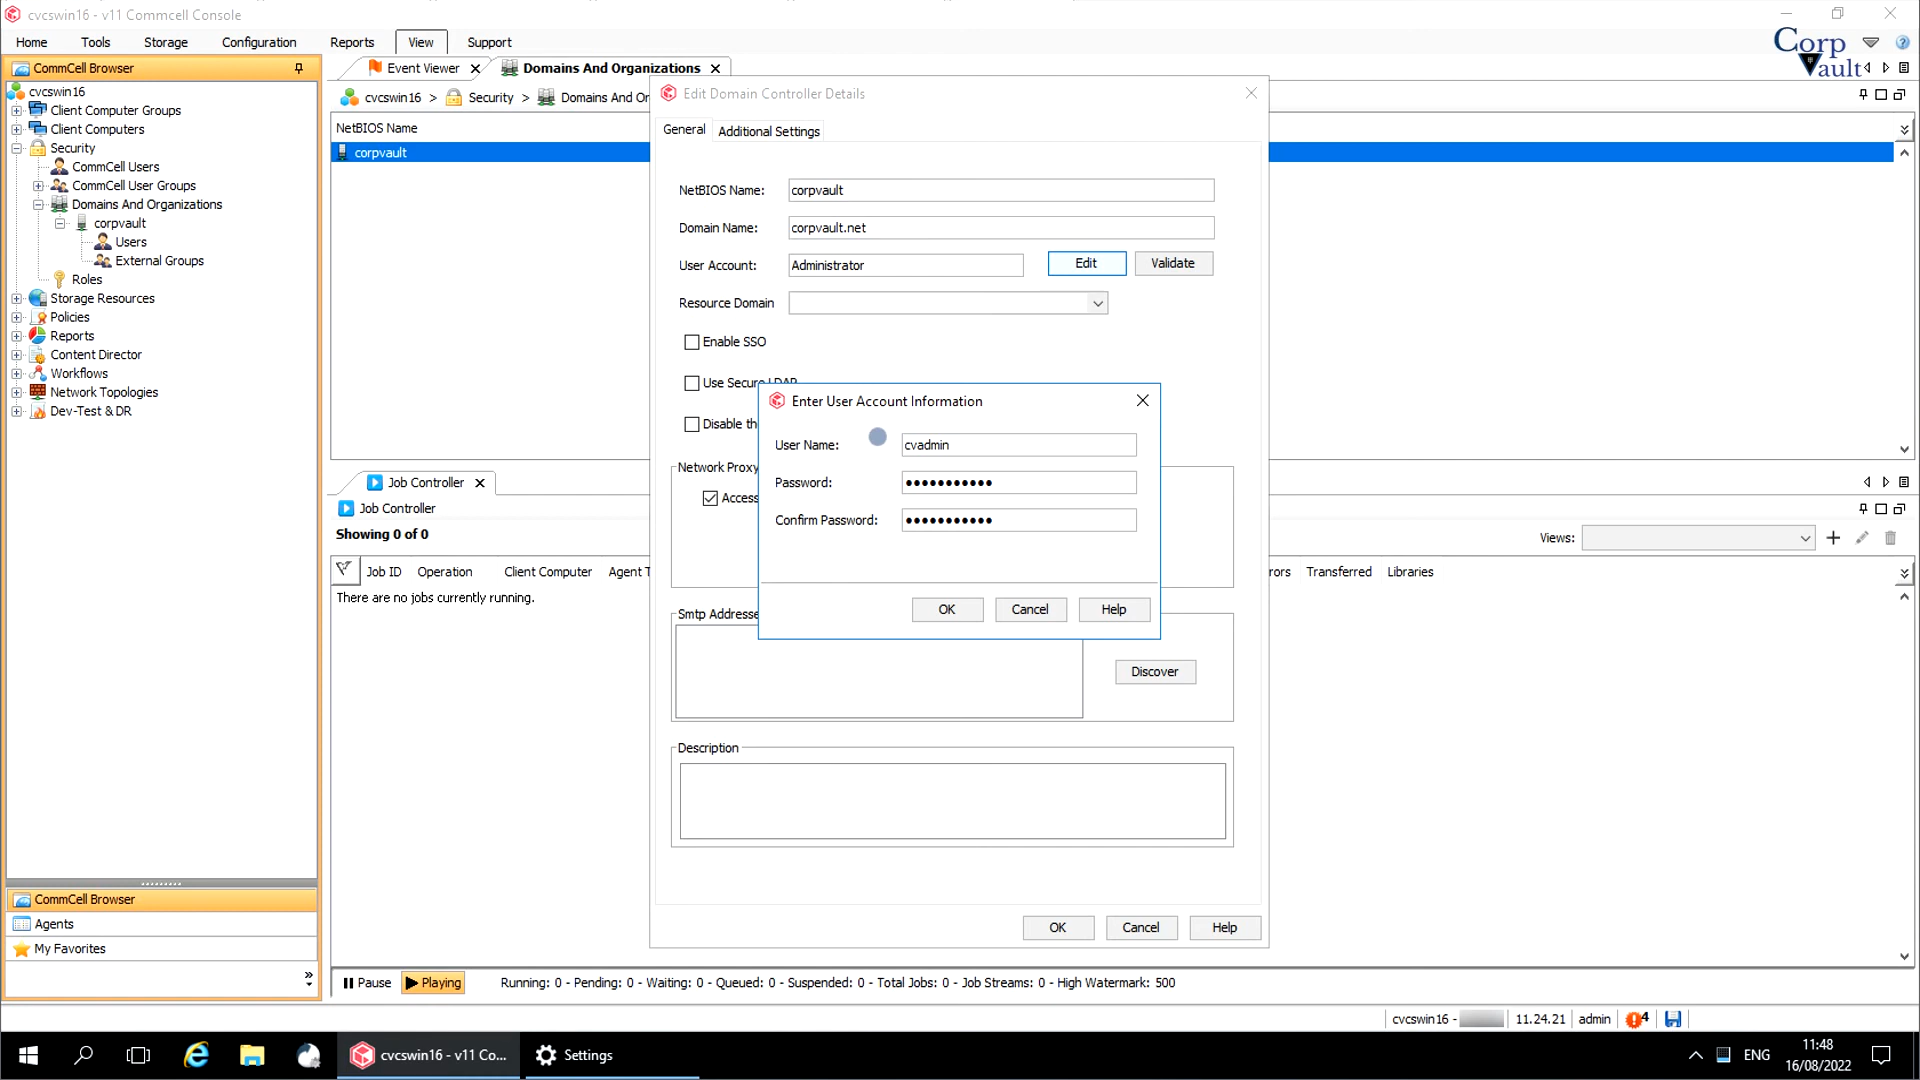 cvcswin16 - v11 Commcell Console
Home Tools Storage Configuration Reports View Support
Corp Vault
CommCell Browser
Event Viewer
Domains And Organizations
cvcswin16
Client Computer Groups
Client Computers
Security
CommCell Users
CommCell User Groups
Domains And Organizations
corpvault
Users
External Groups
Roles
Storage Resources
Policies
Reports
Content Director
Workflows
Network Topologies
Dev-Test & DR
CommCell Browser
Agents
My Favorites
cvcswin16 > Security > Domains And Or
NetBIOS Name
corpvault
Edit Domain Controller Details
General Additional Settings
NetBIOS Name: corpvault
Domain Name: corpvault.net
User Account: Administrator Edit Validate
Resource Domain
Enable SSO
Use Secure LDAP
Disable th
Network Proxy
Access
Smtp Addresse
Discover
Description
OK Cancel Help
Enter User Account Information
User Name: cvadmin
Password: ●●●●●●●●●●●
Confirm Password: ●●●●●●●●●●●
OK Cancel Help
Job Controller
Job Controller
Showing 0 of 0
Views:
Job ID Operation Client Computer Agent T rors Transferred Libraries
There are no jobs currently running.
Pause Playing Running: 0 - Pending: 0 - Waiting: 0 - Queued: 0 - Suspended: 0 - Total Jobs: 0 - Job Streams: 0 - High Watermark: 500
cvcswin16 - 11.24.21 admin 4
cvcswin16 - v11 Co... Settings
ENG 11:48
16/08/2022